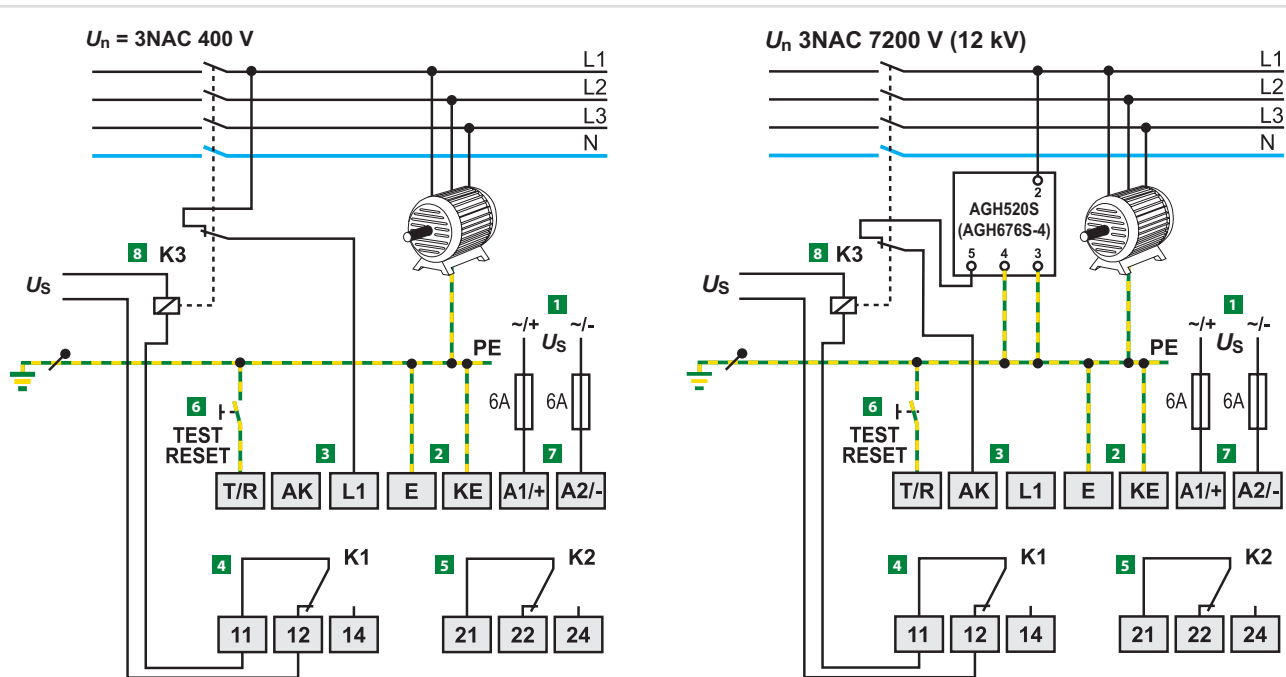 Un = 3NAC 400 V
L1
L2
L3
N
8 K3
US
1
~/+ ~/-
US
PE
6A 6A
6
TEST
RESET
3 2 7
T/R AK L1 E KE A1/+ A2/-
4 K1 5 K2
11 12 14 21 22 24
Un 3NAC 7200 V (12 kV)
L1
L2
L3
N
2
AGH520S
(AGH676S-4)
5 4 3
8 K3
US
1
~/+ ~/-
US
PE
6A 6A
6
TEST
RESET
3 2 7
T/R AK L1 E KE A1/+ A2/-
4 K1 5 K2
11 12 14 21 22 24